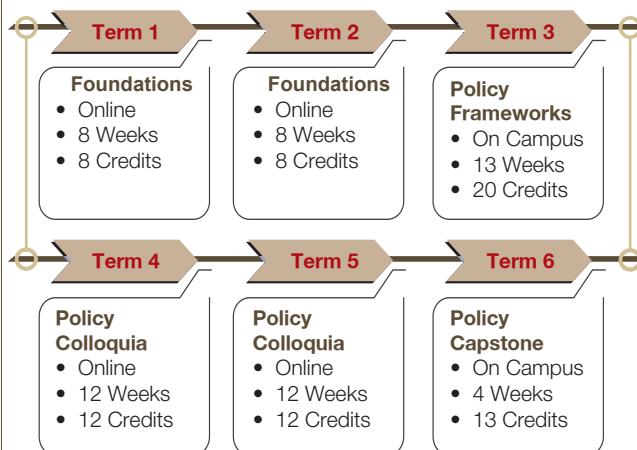 Term 1
Foundations
• Online
• 8 Weeks
• 8 Credits
Term 2
Foundations
• Online
• 8 Weeks
• 8 Credits
Term 3
Policy
Frameworks
• On Campus
• 13 Weeks
• 20 Credits
Term 4
Policy
Colloquia
• Online
• 12 Weeks
• 12 Credits
Term 5
Policy
Colloquia
• Online
• 12 Weeks
• 12 Credits
Term 6
Policy
Capstone
• On Campus
• 4 Weeks
• 13 Credits